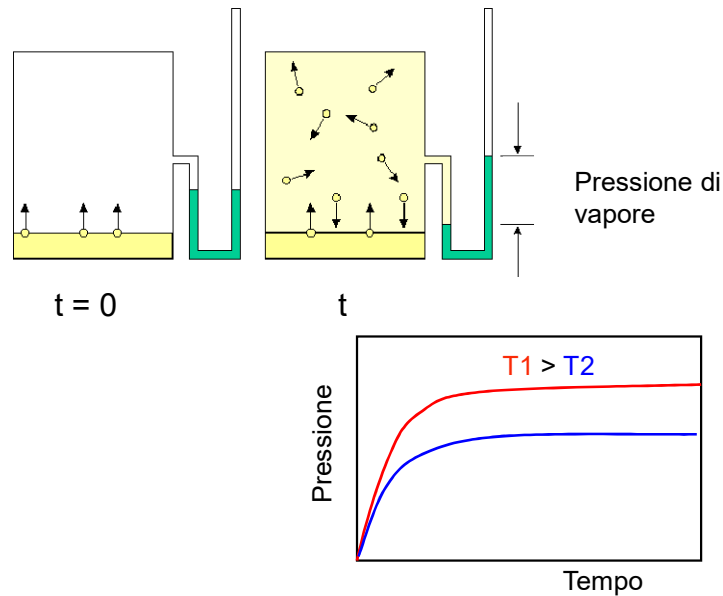 Pressione di
vapore
t = 0
t
T1 > T2
Pressione
Tempo